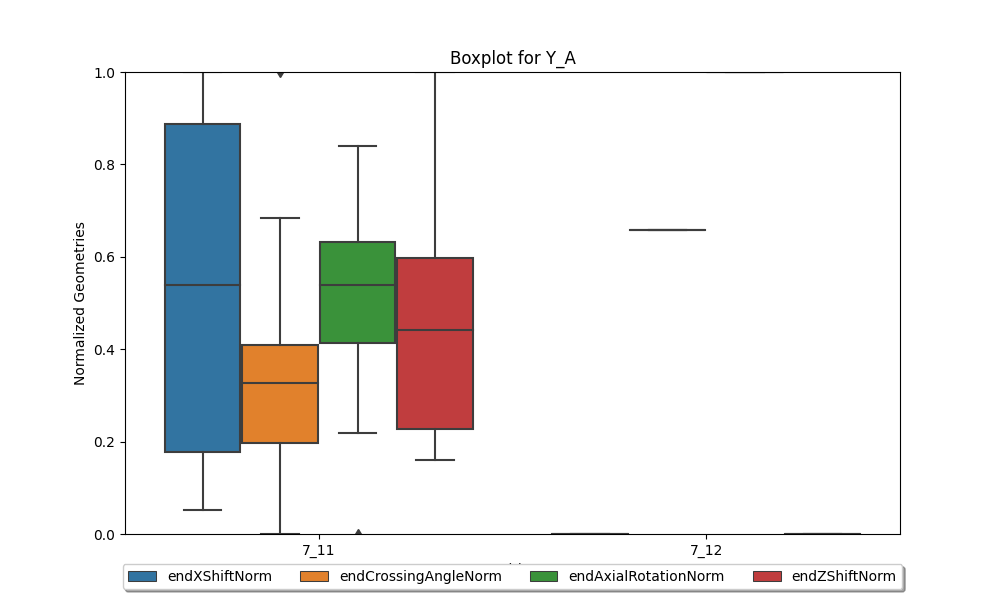 Boxplot for Y_A
Normalized Geometries
1.0
0.8
0.6
0.4
0.2
0.0
7_11 7_12
endXShiftNorm endCrossingAngleNorm endAxialRotationNorm endZShiftNorm